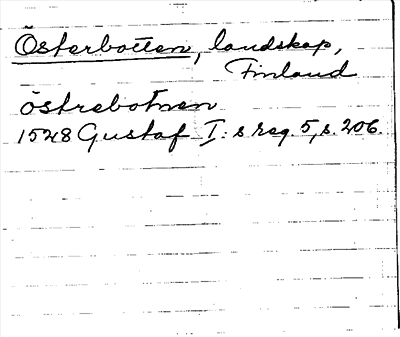 Österbotten, landskap,
Finland
östrebotnen
1528 Gustaf I:s reg. 5, s. 206.